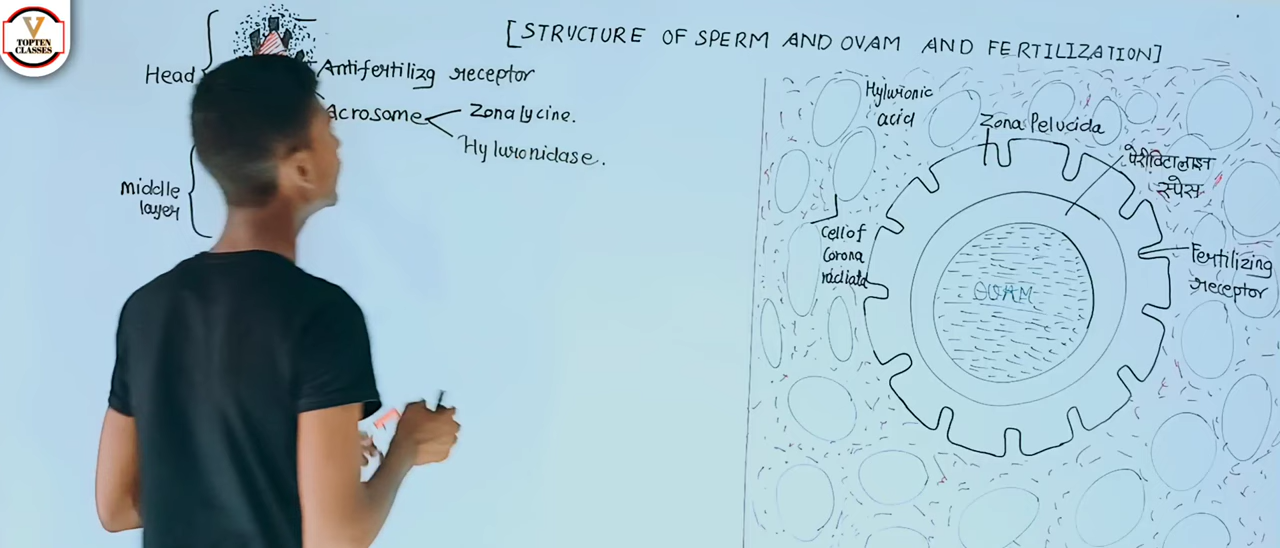 V
TOPTEN
CLASSES
[STRUCTURE OF SPERM AND OVAM AND FERTILIZATION]
Head
Antifertilizg receptor
Acrosome
Zonalycine.
Hyluronidase.
Middle
layer
Hylurionic
acid
Zona Pelucida
पेरीविटालाइन
स्पेस
Cell of
Corona
radiata
Fertilizing
receptor
OVAM